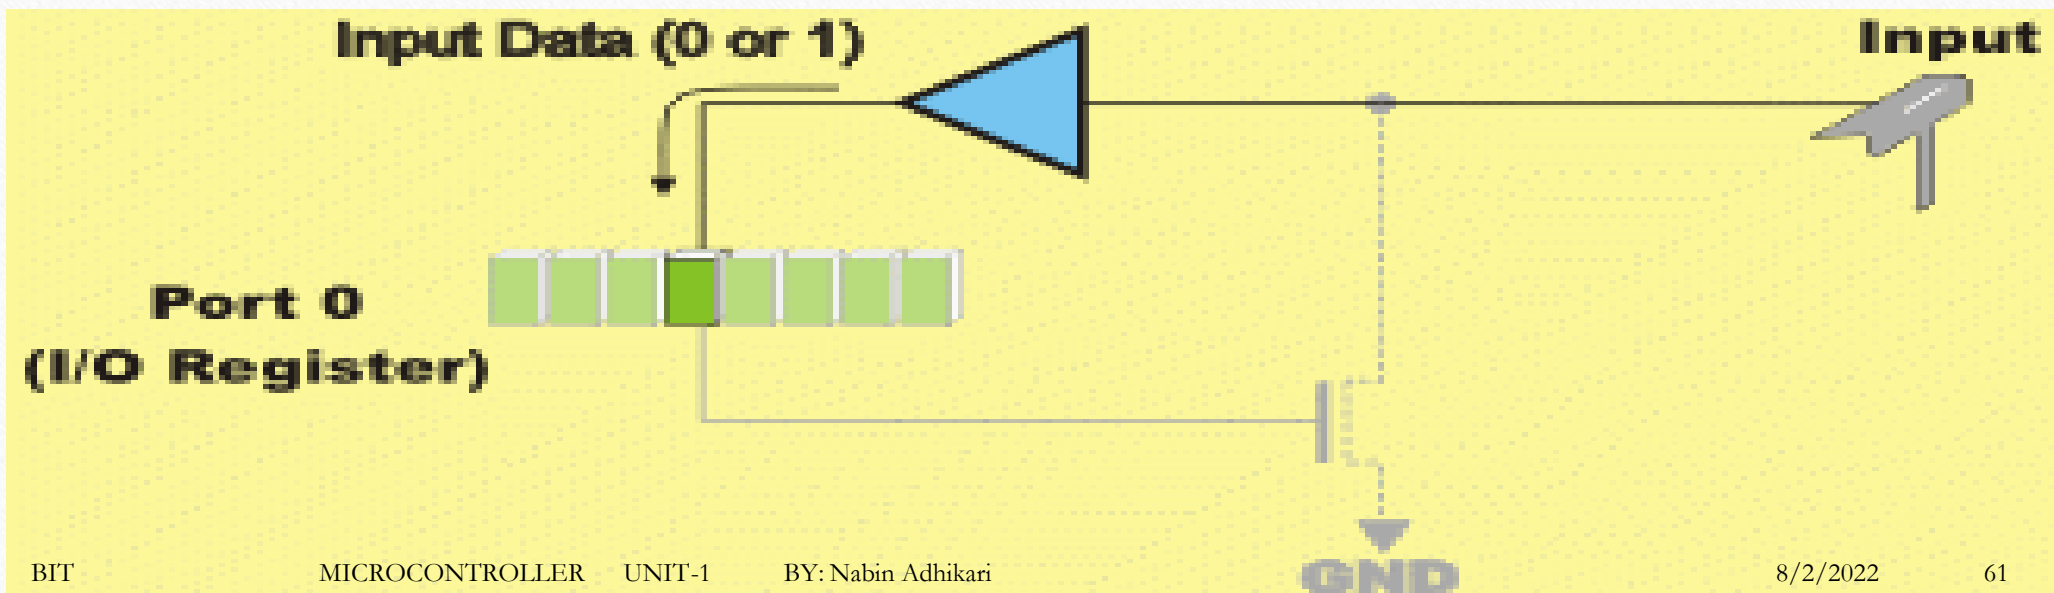 Input Data (0 or 1)
Input
Port 0
(I/O Register)
GND
BIT MICROCONTROLLER UNIT-1 BY: Nabin Adhikari 8/2/2022 61